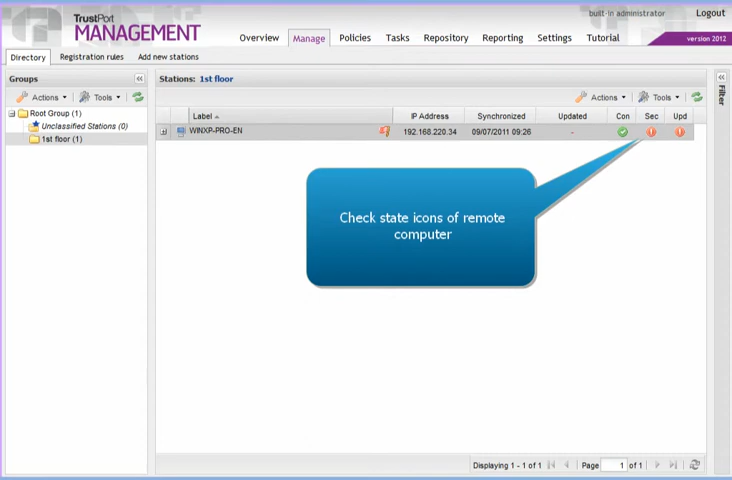 TrustPort
MANAGEMENT
built-in administrator
Logout
Overview
Manage
Policies
Tasks
Repository
Reporting
Settings
Tutorial
version 2012
Directory
Registration rules
Add new stations
Groups
Stations: 1st floor
Filter
Actions
Tools
Actions
Tools
Root Group (1)
Unclassified Stations (0)
1st floor (1)
Label
IP Address
Synchronized
Updated
Con
Sec
Upd
WINXP-PRO-EN
192.168.220.34
09/07/2011 09:26
-
Check state icons of remote
computer
Displaying 1 - 1 of 1
Page
1 of 1